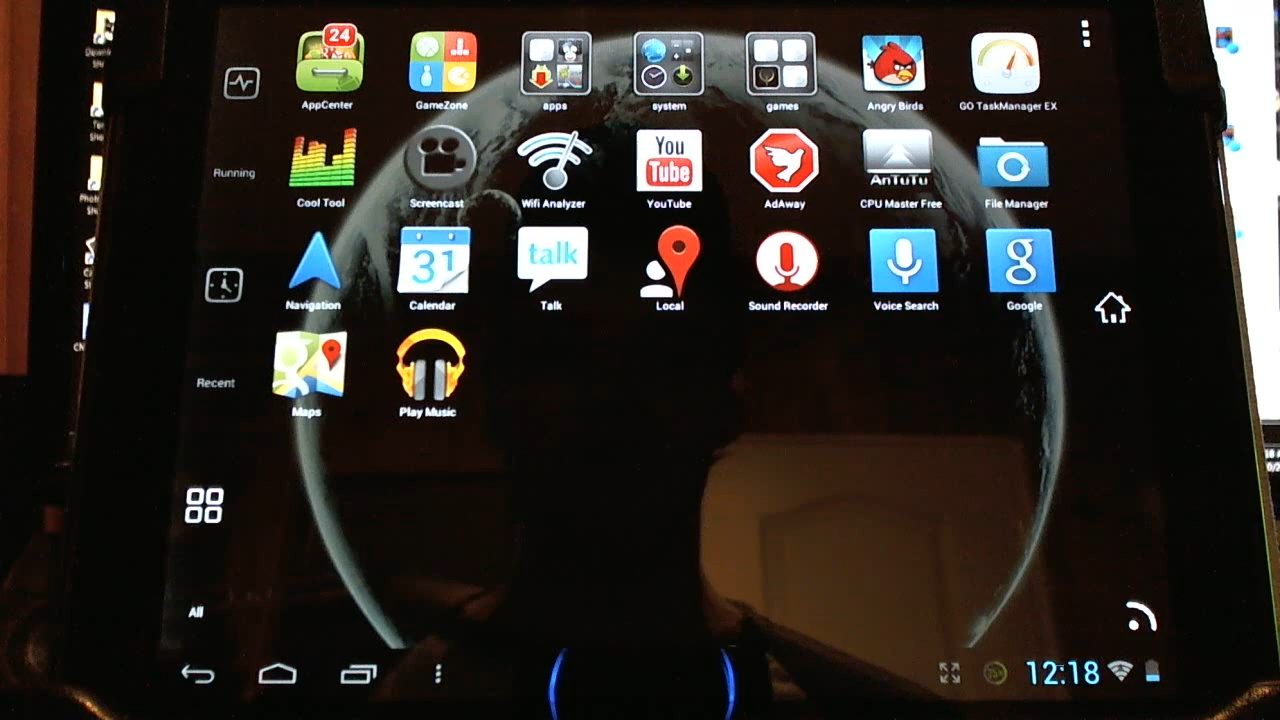 24
AppCenter
GameZone
apps
system
games
Angry Birds
GO TaskManager EX
Running
Cool Tool
Screencast
Wifi Analyzer
You
Tube
YouTube
AdAway
AnTuTu
CPU Master Free
File Manager
Navigation
31
Calendar
talk
Talk
Local
Sound Recorder
Voice Search
g
Google
Recent
Maps
Play Music
All
12:18